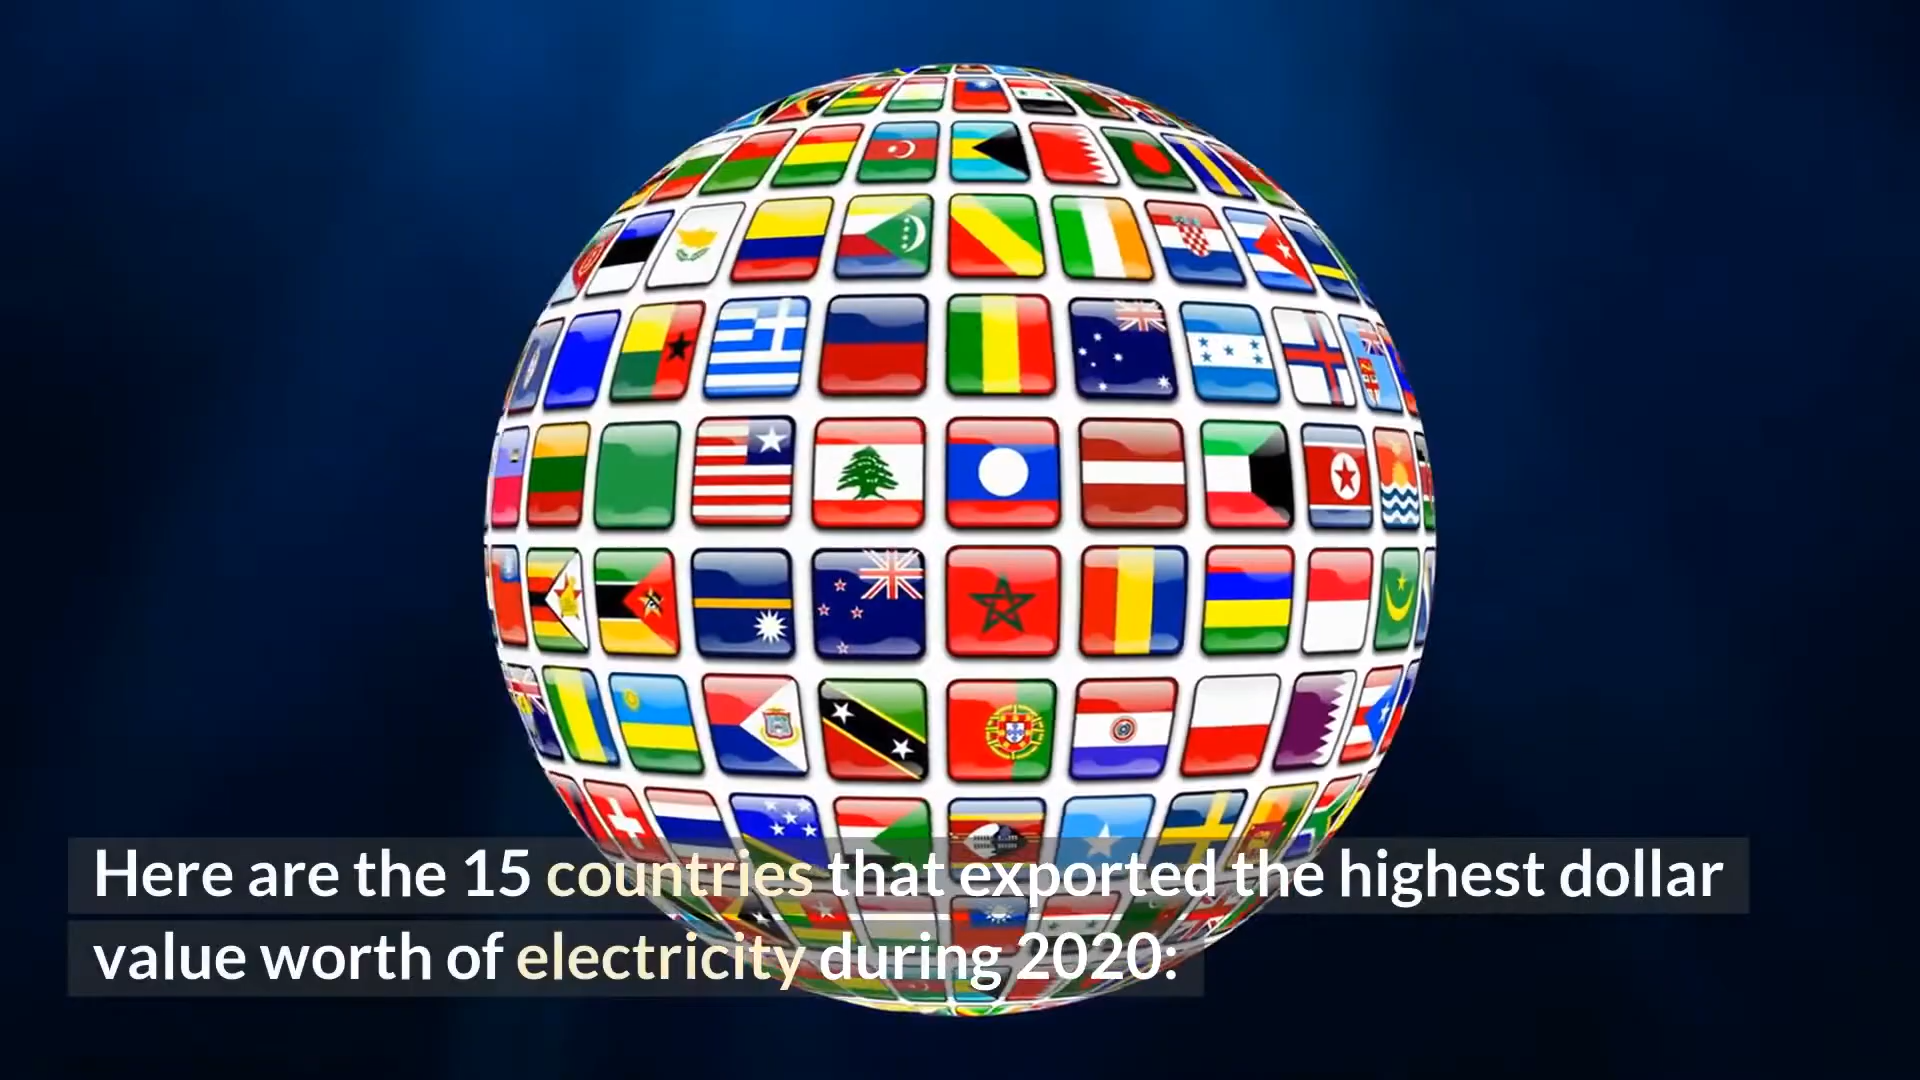 Here are the 15 countries that exported the highest dollar
value worth of electricity during 2020: